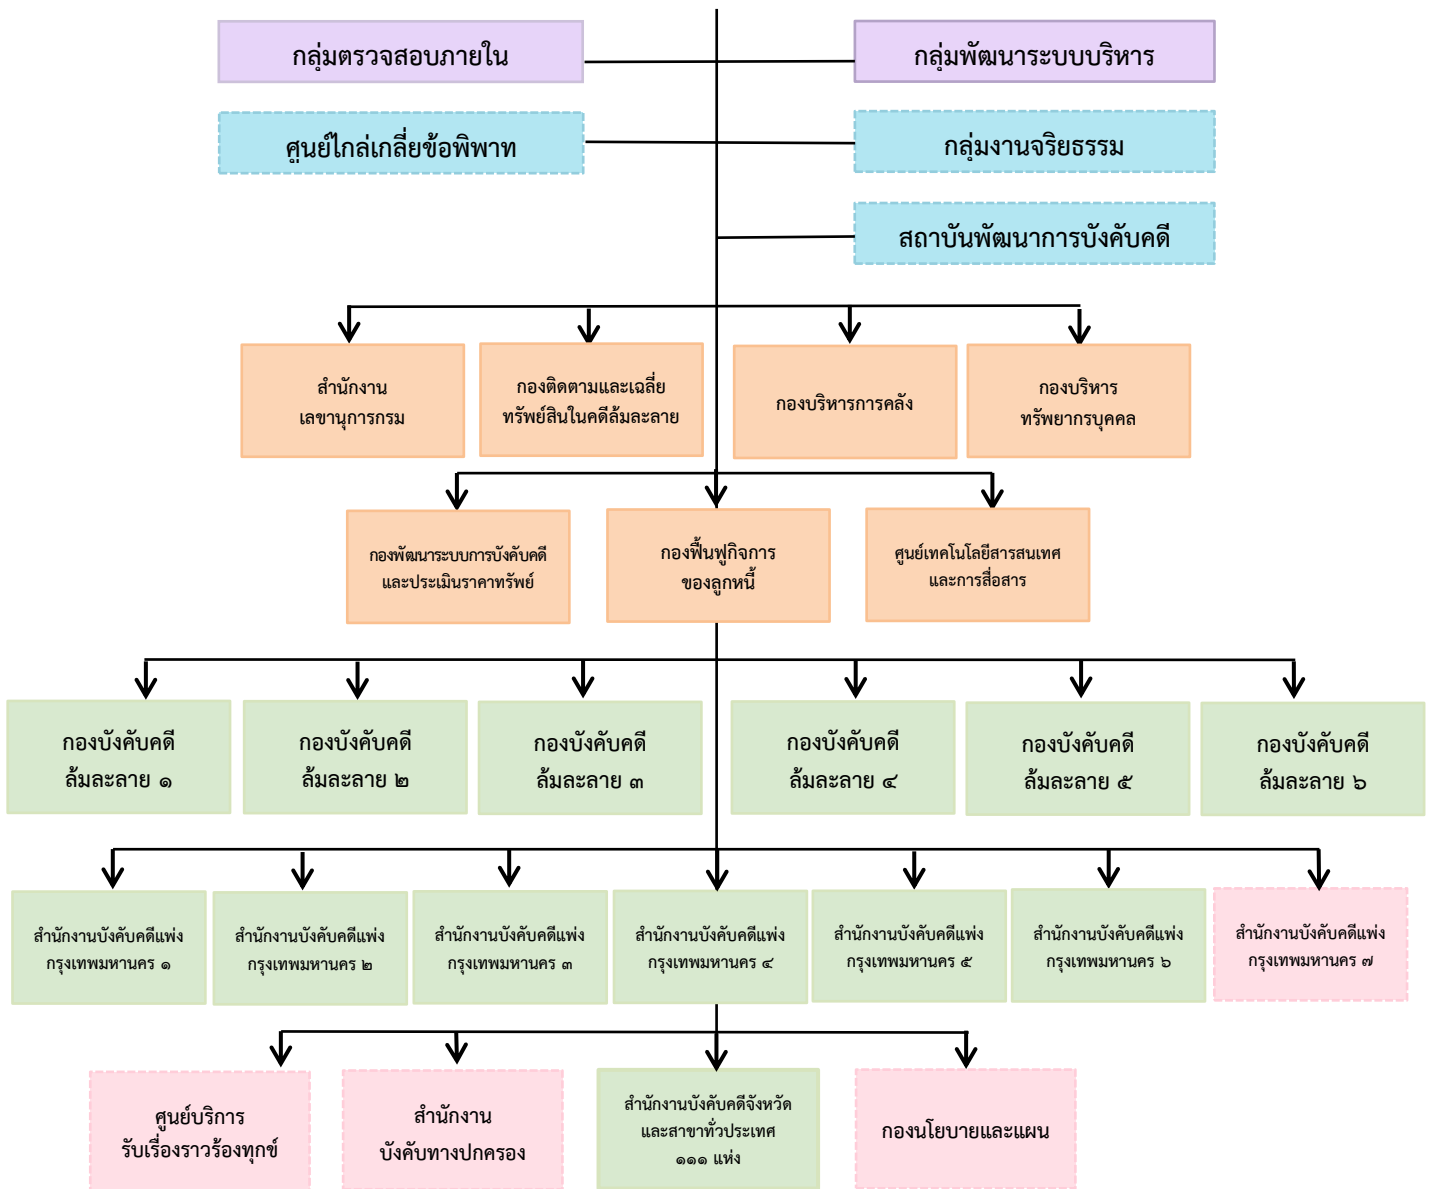 กลุ่มตรวจสอบภายใน
กลุ่มพัฒนาระบบบริหาร
ศูนย์ไกล่เกลี่ยข้อพิพาท
กลุ่มงานจริยธรรม
สถาบันพัฒนาการบังคับคดี
สำนักงาน
เลขานุการกรม
กองติดตามและเฉลี่ย
ทรัพย์สินในคดีล้มละลาย
กองบริหารการคลัง
กองบริหาร
ทรัพยากรบุคคล
กองพัฒนาระบบการบังคับคดี
และประเมินราคาทรัพย์
กองฟื้นฟูกิจการ
ของลูกหนี้
ศูนย์เทคโนโลยีสารสนเทศ
และการสื่อสาร
กองบังคับคดี
ล้มละลาย ๑
กองบังคับคดี
ล้มละลาย ๒
กองบังคับคดี
ล้มละลาย ๓
กองบังคับคดี
ล้มละลาย ๔
กองบังคับคดี
ล้มละลาย ๕
กองบังคับคดี
ล้มละลาย ๖
สำนักงานบังคับคดีแพ่ง
กรุงเทพมหานคร ๑
สำนักงานบังคับคดีแพ่ง
กรุงเทพมหานคร ๒
สำนักงานบังคับคดีแพ่ง
กรุงเทพมหานคร ๓
สำนักงานบังคับคดีแพ่ง
กรุงเทพมหานคร ๔
สำนักงานบังคับคดีแพ่ง
กรุงเทพมหานคร ๕
สำนักงานบังคับคดีแพ่ง
กรุงเทพมหานคร ๖
สำนักงานบังคับคดีแพ่ง
กรุงเทพมหานคร ๗
ศูนย์บริการ
รับเรื่องราวร้องทุกข์
สำนักงาน
บังคับทางปกครอง
สำนักงานบังคับคดีจังหวัด
และสาขาทั่วประเทศ
๑๑๑ แห่ง
กองนโยบายและแผน